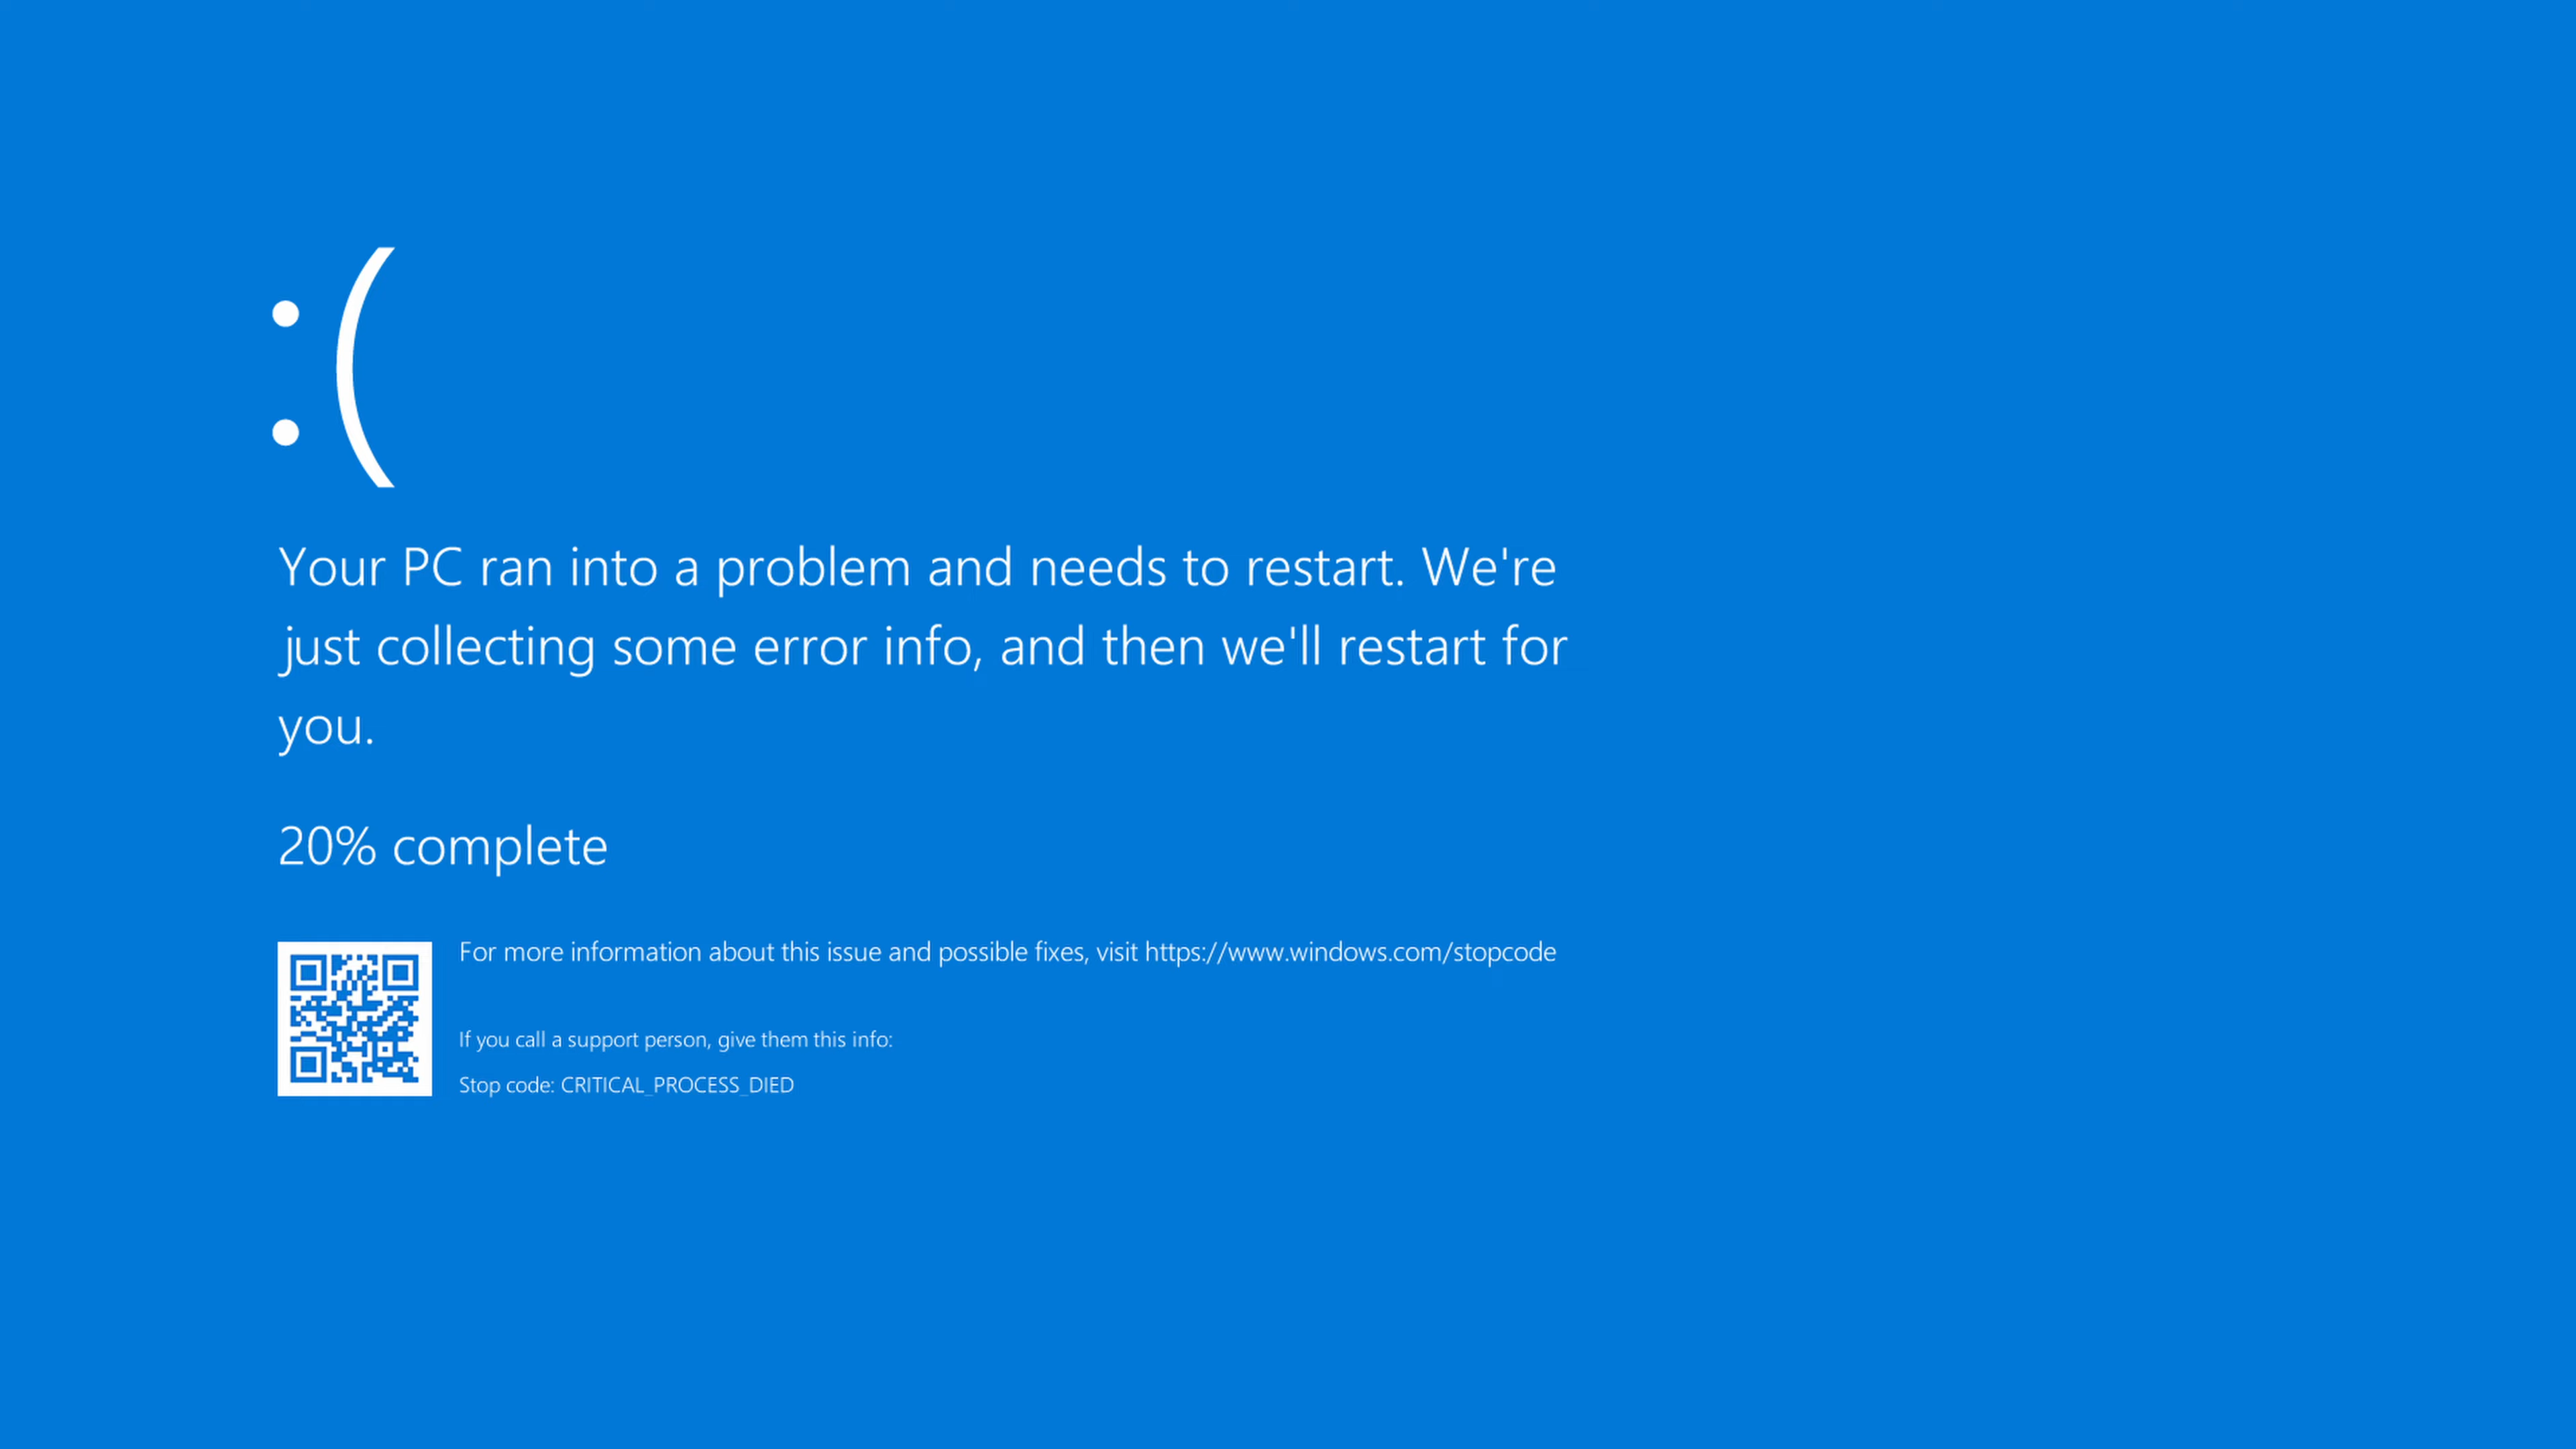 :(
Your PC ran into a problem and needs to restart. We're
just collecting some error info, and then we'll restart for
you.
20% complete
For more information about this issue and possible fixes, visit https://www.windows.com/stopcode
If you call a support person, give them this info:
Stop code: CRITICAL_PROCESS_DIED